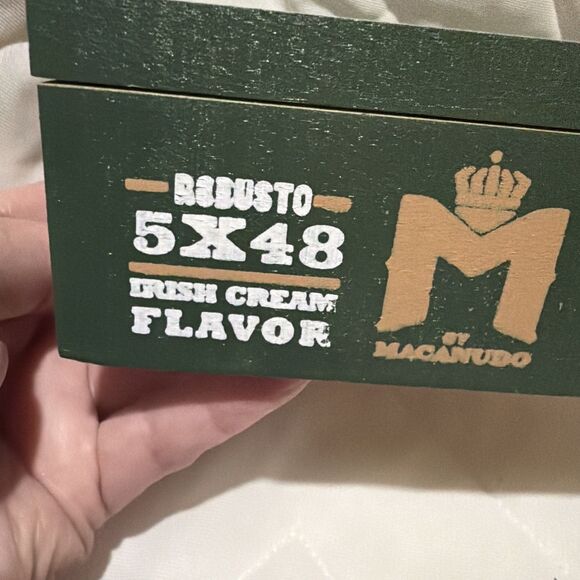 ROBUSTO
5X48
IRISH CREAM
FLAVOR
M
BY
MACANUDO